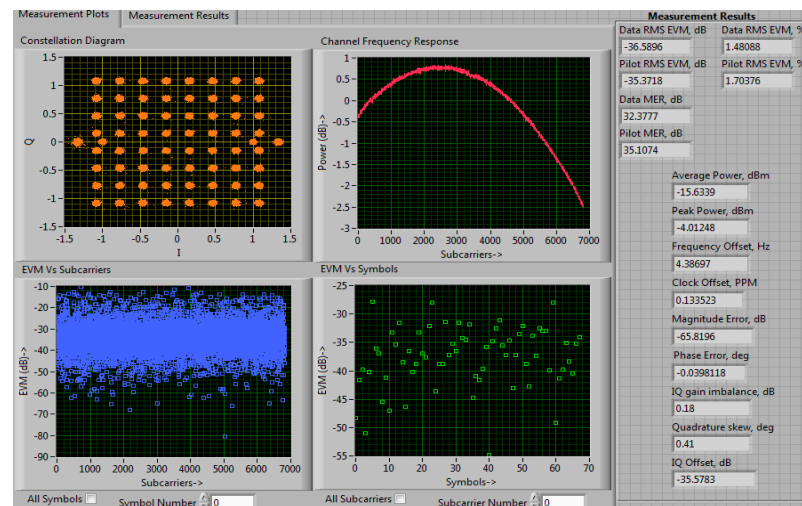 Measurement Plots Measurement Results
Constellation Diagram
1.5
1
0.5
0
-0.5
-1
-1.5
Q
-1.5 -1 -0.5 0 0.5 1 1.5
I
Channel Frequency Response
1
0.5
0
-0.5
-1
-1.5
-2
-2.5
-3
Power (dB)->
0 1000 2000 3000 4000 5000 6000 7000
Subcarriers->
EVM Vs Subcarriers
-10
-20
-30
-40
-50
-60
-70
-80
-90
EVM (dB)->
0 1000 2000 3000 4000 5000 6000 7000
Subcarriers->
All Symbols Symbol Number 0
EVM Vs Symbols
-25
-30
-35
-40
-45
-50
-55
EVM (dB)->
0 10 20 30 40 50 60 70
Symbols->
All Subcarriers Subcarrier Number 0
Measurement Results
Data RMS EVM, dB Data RMS EVM, %
-36.5896 1.48088
Pilot RMS EVM, dB Pilot RMS EVM, %
-35.3718 1.70376
Data MER, dB
32.3777
Pilot MER, dB
35.1074
Average Power, dBm
-15.6339
Peak Power, dBm
-4.01248
Frequency Offset, Hz
4.38697
Clock Offset, PPM
0.133523
Magnitude Error, dB
-65.8196
Phase Error, deg
-0.0398118
IQ gain imbalance, dB
0.18
Quadrature skew, deg
0.41
IQ Offset, dB
-35.5783